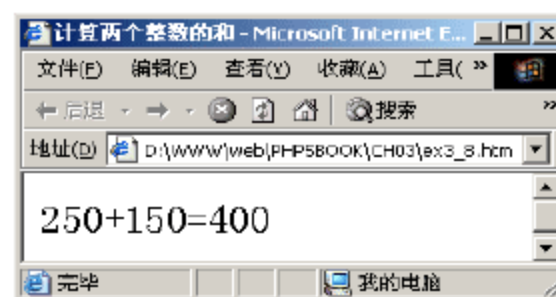 计算两个整数的和 - Microsoft Internet E...
文件(F) 编辑(E) 查看(V) 收藏(A) 工具( »
后退 搜索 »
地址(D) D:\WWW\web\PHP5BOOK\CH03\ex3_8.htm
250+150=400
完毕 我的电脑